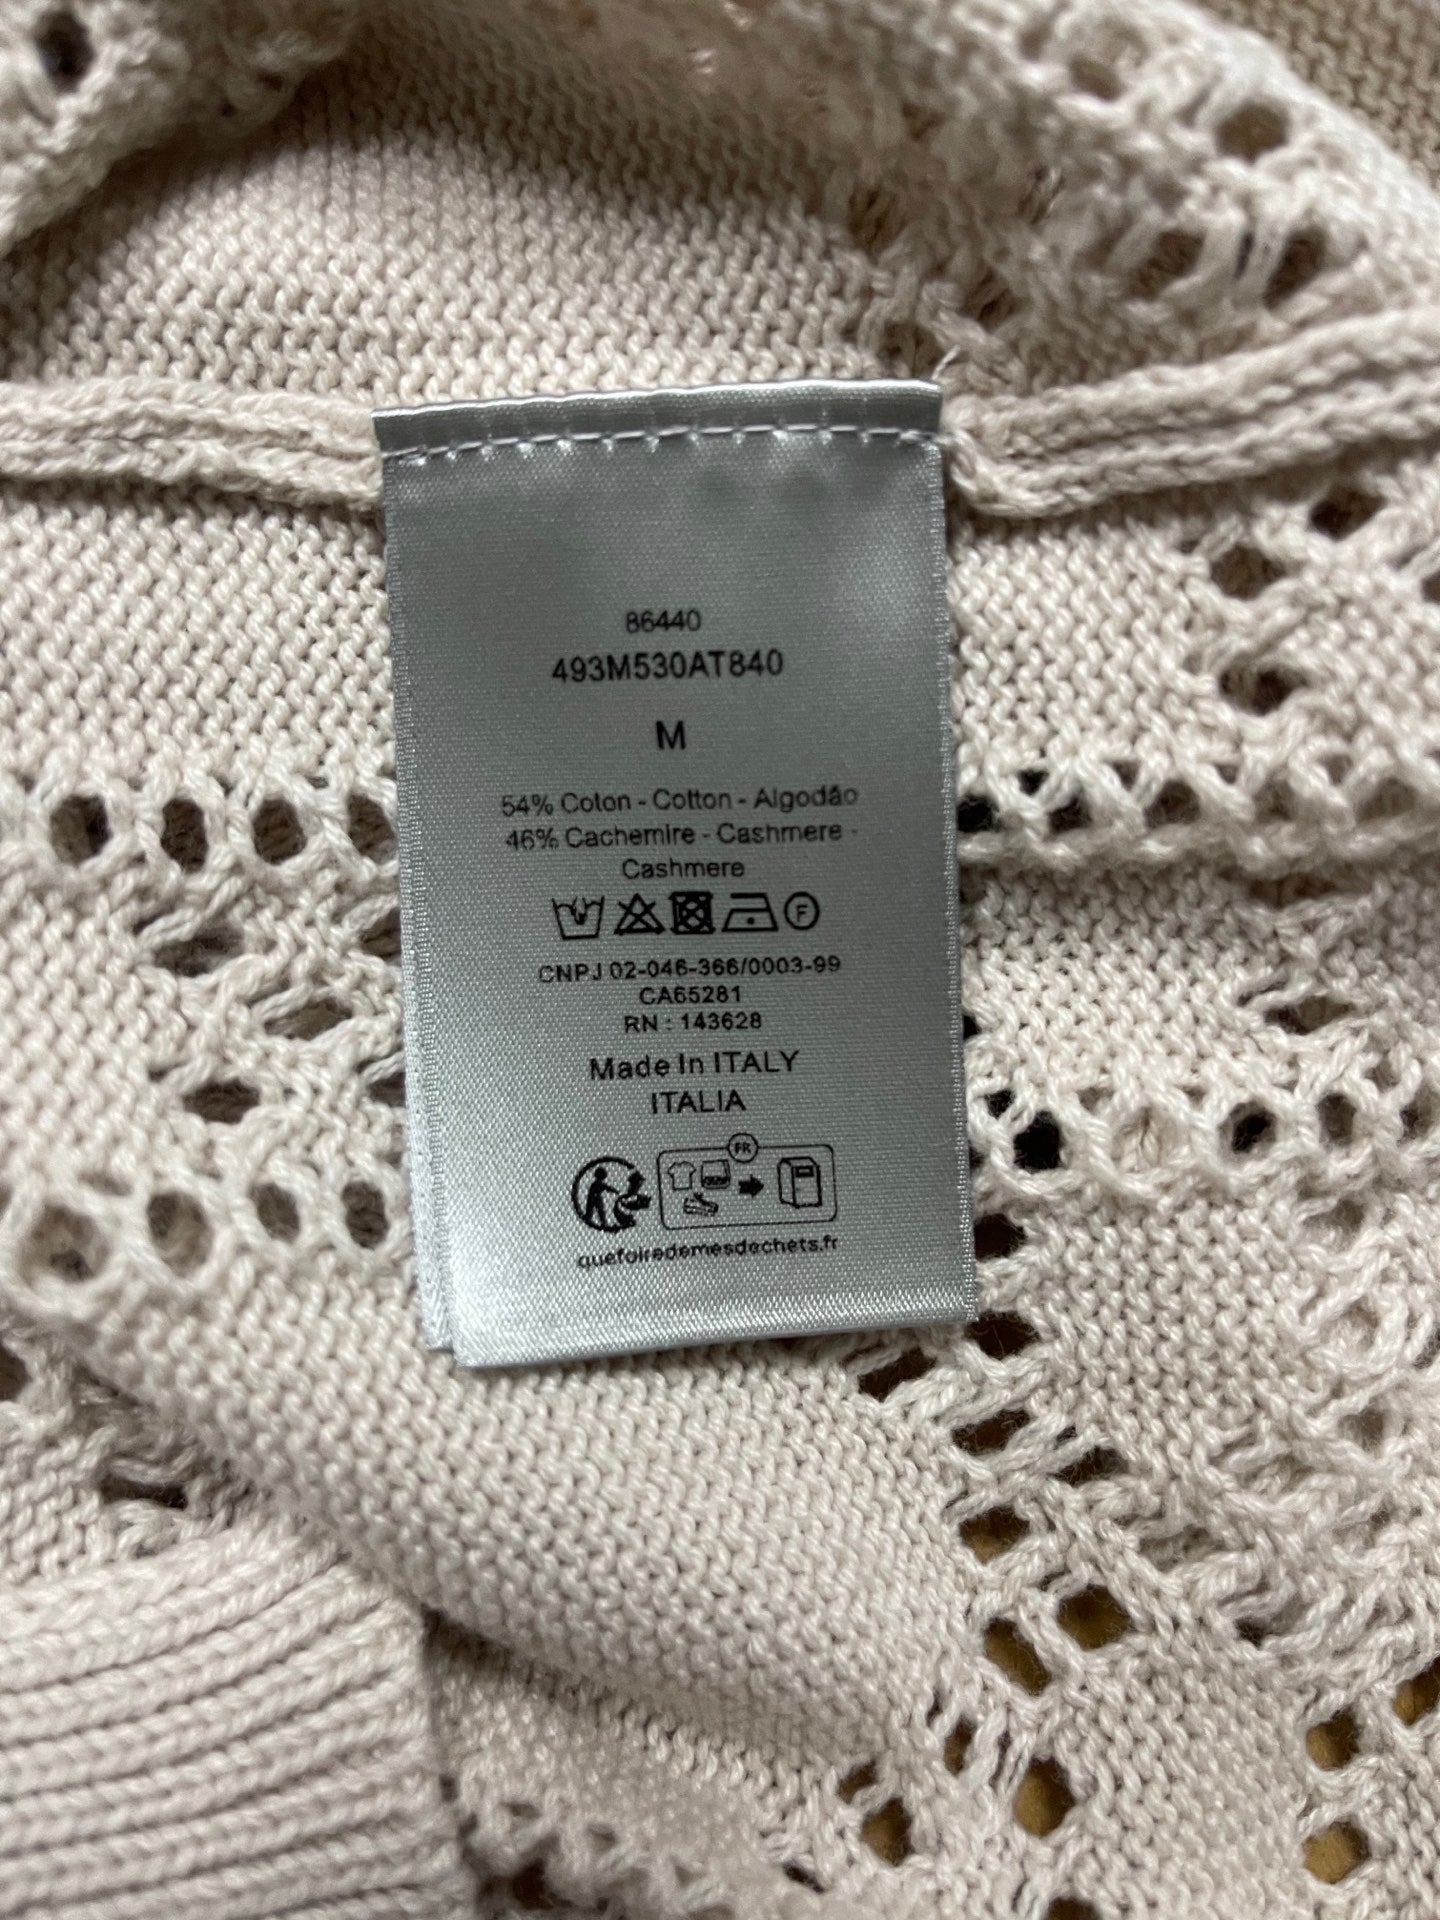 86440
493M530AT840
M
54% Coton - Cotton - Algodão
46% Cachemire - Cashmere -
Cashmere
F
CNPJ 02-046-366/0003-99
CA65281
RN : 143628
Made In ITALY
ITALIA
FR
quefairedemesdechets.fr